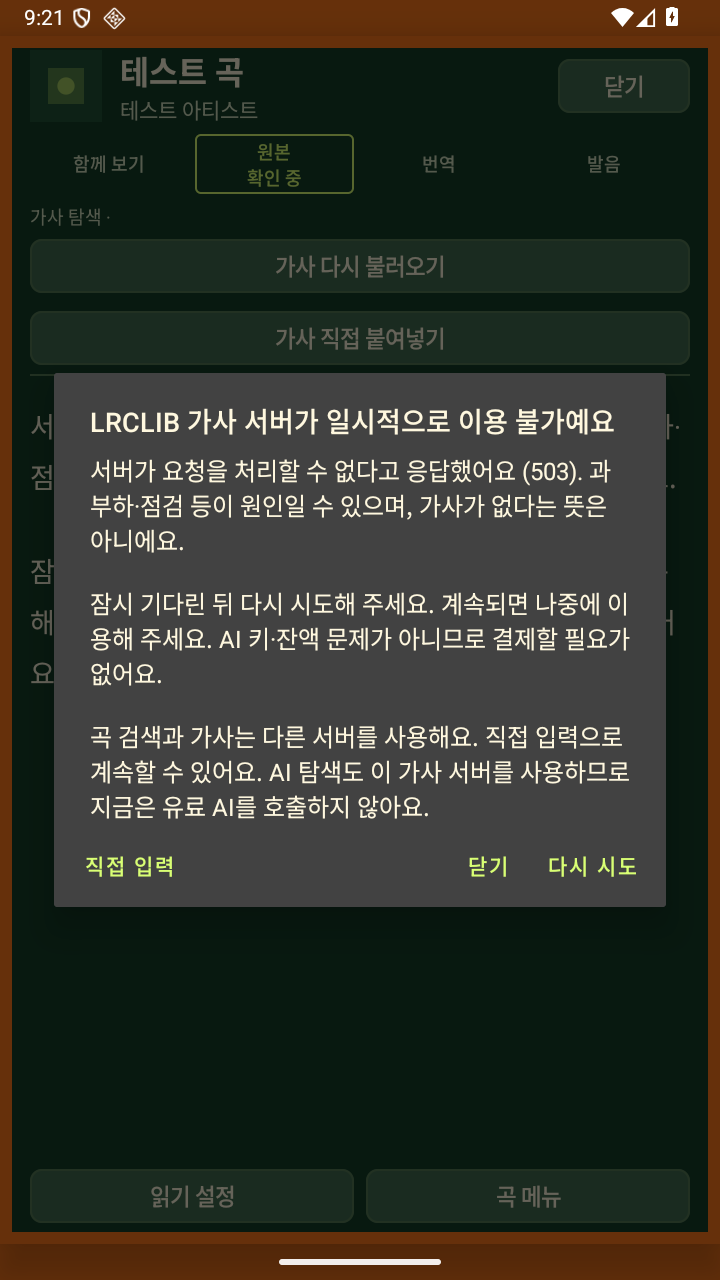 9:21
테스트 곡
테스트 아티스트
닫기
함께 보기
원본
확인 중
번역
발음
가사 탐색 ·
가사 다시 불러오기
가사 직접 붙여넣기
서
점
잠
해
요
LRCLIB 가사 서버가 일시적으로 이용 불가예요
서버가 요청을 처리할 수 없다고 응답했어요 (503). 과
부하·점검 등이 원인일 수 있으며, 가사가 없다는 뜻은
아니에요.
잠시 기다린 뒤 다시 시도해 주세요. 계속되면 나중에 이
용해 주세요. AI 키·잔액 문제가 아니므로 결제할 필요가
없어요.
곡 검색과 가사는 다른 서버를 사용해요. 직접 입력으로
계속할 수 있어요. AI 탐색도 이 가사 서버를 사용하므로
지금은 유료 AI를 호출하지 않아요.
직접 입력
닫기
다시 시도
읽기 설정
곡 메뉴